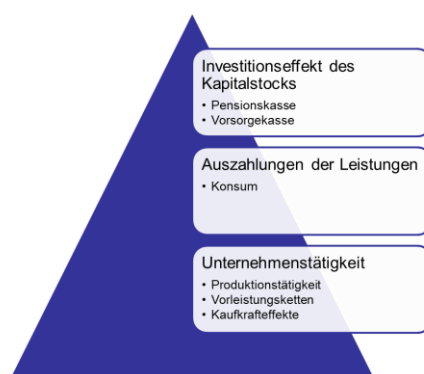 Investitionseffekt des
Kapitalstocks
• Pensionskasse
• Vorsorgekasse
Auszahlungen der Leistungen
• Konsum
Unternehmenstätigkeit
• Produktionstätigkeit
• Vorleistungsketten
• Kaufkrafteffekte